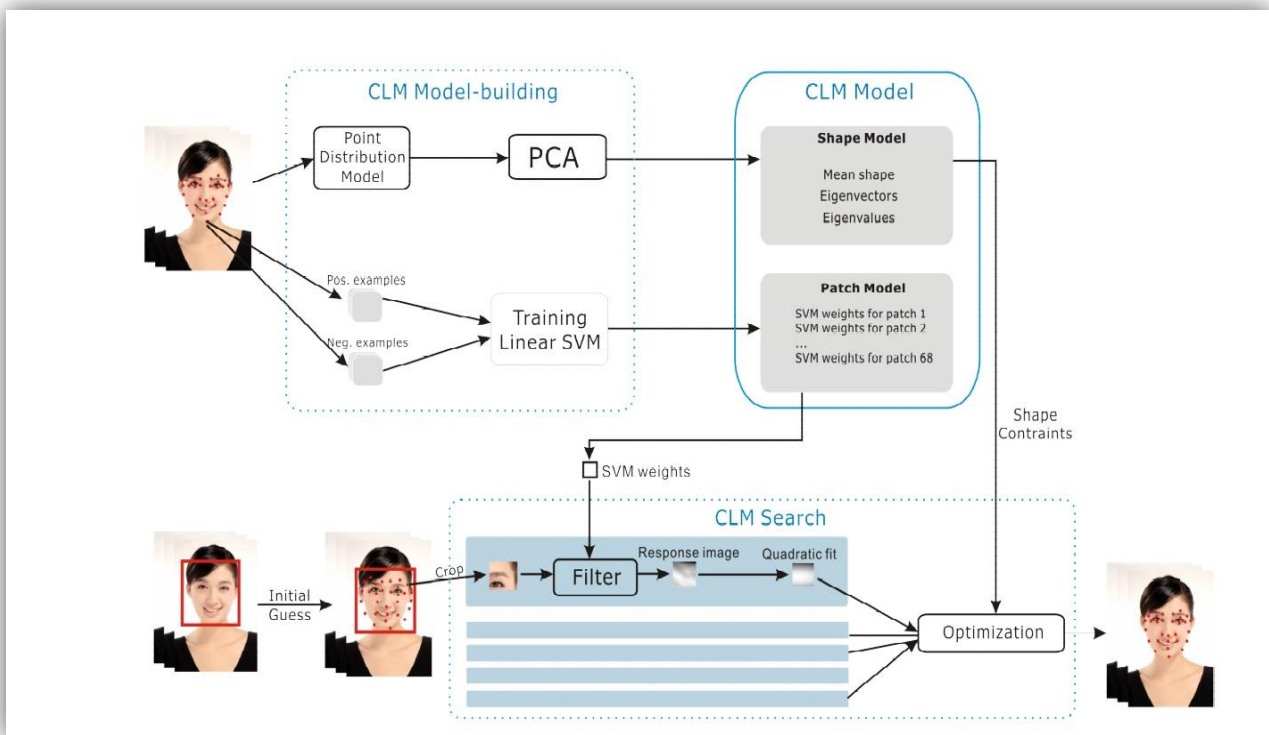 CLM Model-building
CLM Model
Point
Distribution
Model
PCA
Shape Model
Mean shape
Eigenvectors
Eigenvalues
Pos. examples
Neg. examples
Training
Linear SVM
Patch Model
SVM weights for patch 1
SVM weights for patch 2
...
SVM weights for patch 68
Shape
Contraints
SVM weights
CLM Search
Initial
Guess
Crop
Filter
Response image
Quadratic fit
Optimization